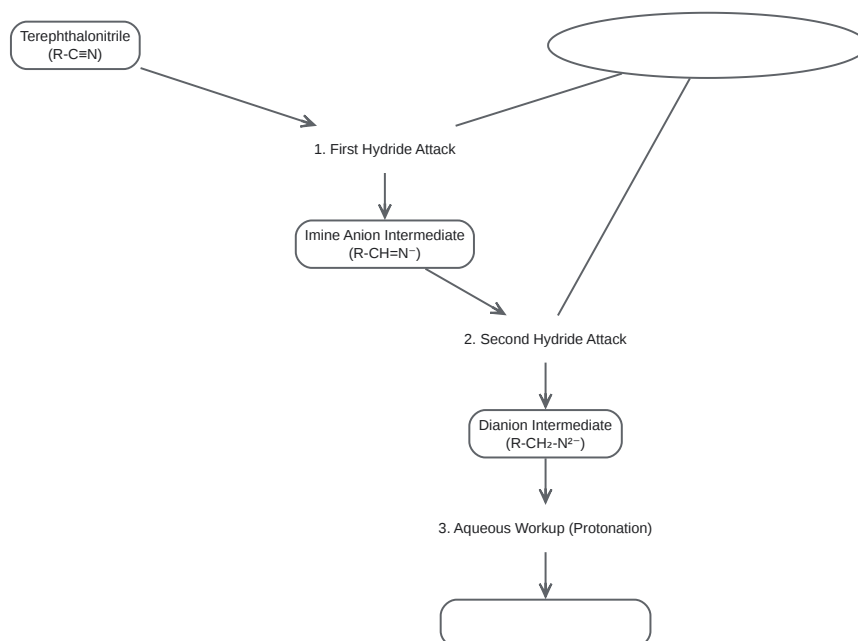 Terephthalonitrile
(R-C≡N)
1. First Hydride Attack
Imine Anion Intermediate
(R-CH=N⁻)
2. Second Hydride Attack
Dianion Intermediate
(R-CH₂-N²⁻)
3. Aqueous Workup (Protonation)